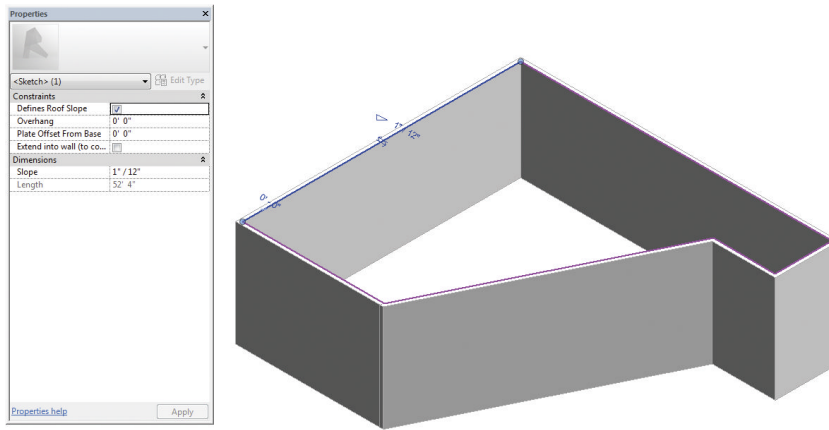 Properties
<Sketch> (1)
Edit Type
Constraints
Defines Roof Slope
Overhang 0' 0"
Plate Offset From Base 0' 0"
Extend into wall (to co...
Dimensions
Slope 1" / 12"
Length 52' 4"
Properties help
Apply
1" 12"
0' 0"